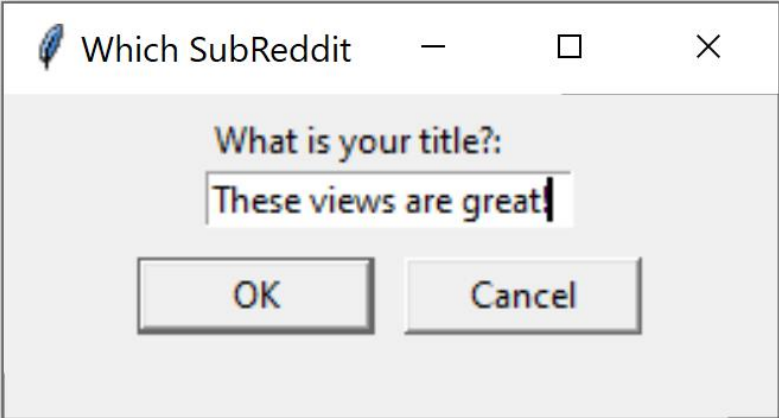 Which SubReddit
What is your title?:
These views are great!
OK Cancel